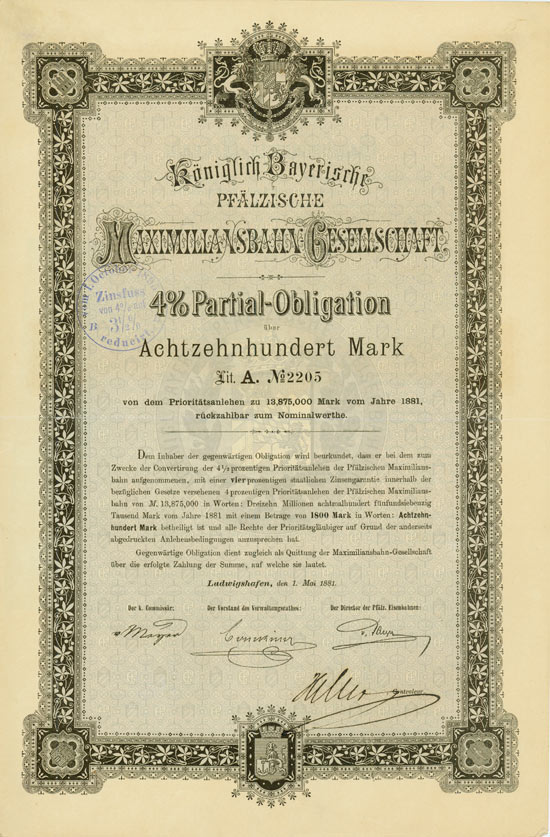 Königlich Bayerische
PFÄLZISCHE
MAXIMILIANSBAHN-GESELLSCHAFT.
4% Partial-Obligation
über
Achtzehnhundert Mark
Lit. A. № 2205
von dem Prioritätsanlehen zu 13,875,000 Mark vom Jahre 1881,
rückzahlbar zum Nominalwerthe.
Zinsfuss
von 4% auf
3½%
reducirt
Dem Inhaber der gegenwärtigen Obligation wird beurkundet, dass er bei dem zum
Zwecke der Convertirung der 4½ prozentigen Prioritätsanlehen der Pfälzischen Maximilians-
bahn aufgenommenen, mit einer vierprozentigen staatlichen Zinsengarantie innerhalb der
bezüglichen Gesetze versehenen 4 prozentigen Prioritätsanlehen der Pfälzischen Maximilians-
bahn von M. 13,875,000 in Worten: Dreizehn Millionen achtmalhundert fünfundsiebenzig
Tausend Mark vom Jahre 1881 mit einem Betrage von 1800 Mark in Worten: Achtzehn-
hundert Mark betheiligt ist und alle Rechte der Prioritätsgläubiger auf Grund der anderseits
abgedruckten Anlehensbedingungen anzusprechen hat.
Gegenwärtige Obligation dient zugleich als Quittung der Maximiliansbahn-Gesellschaft
über die erfolgte Zahlung der Summe, auf welche sie lautet.
Ludwigshafen, den 1. Mai 1881.
Der k. Commissär: Der Vorstand des Verwaltungsrathes: Der Director der Pfälz. Eisenbahnen: